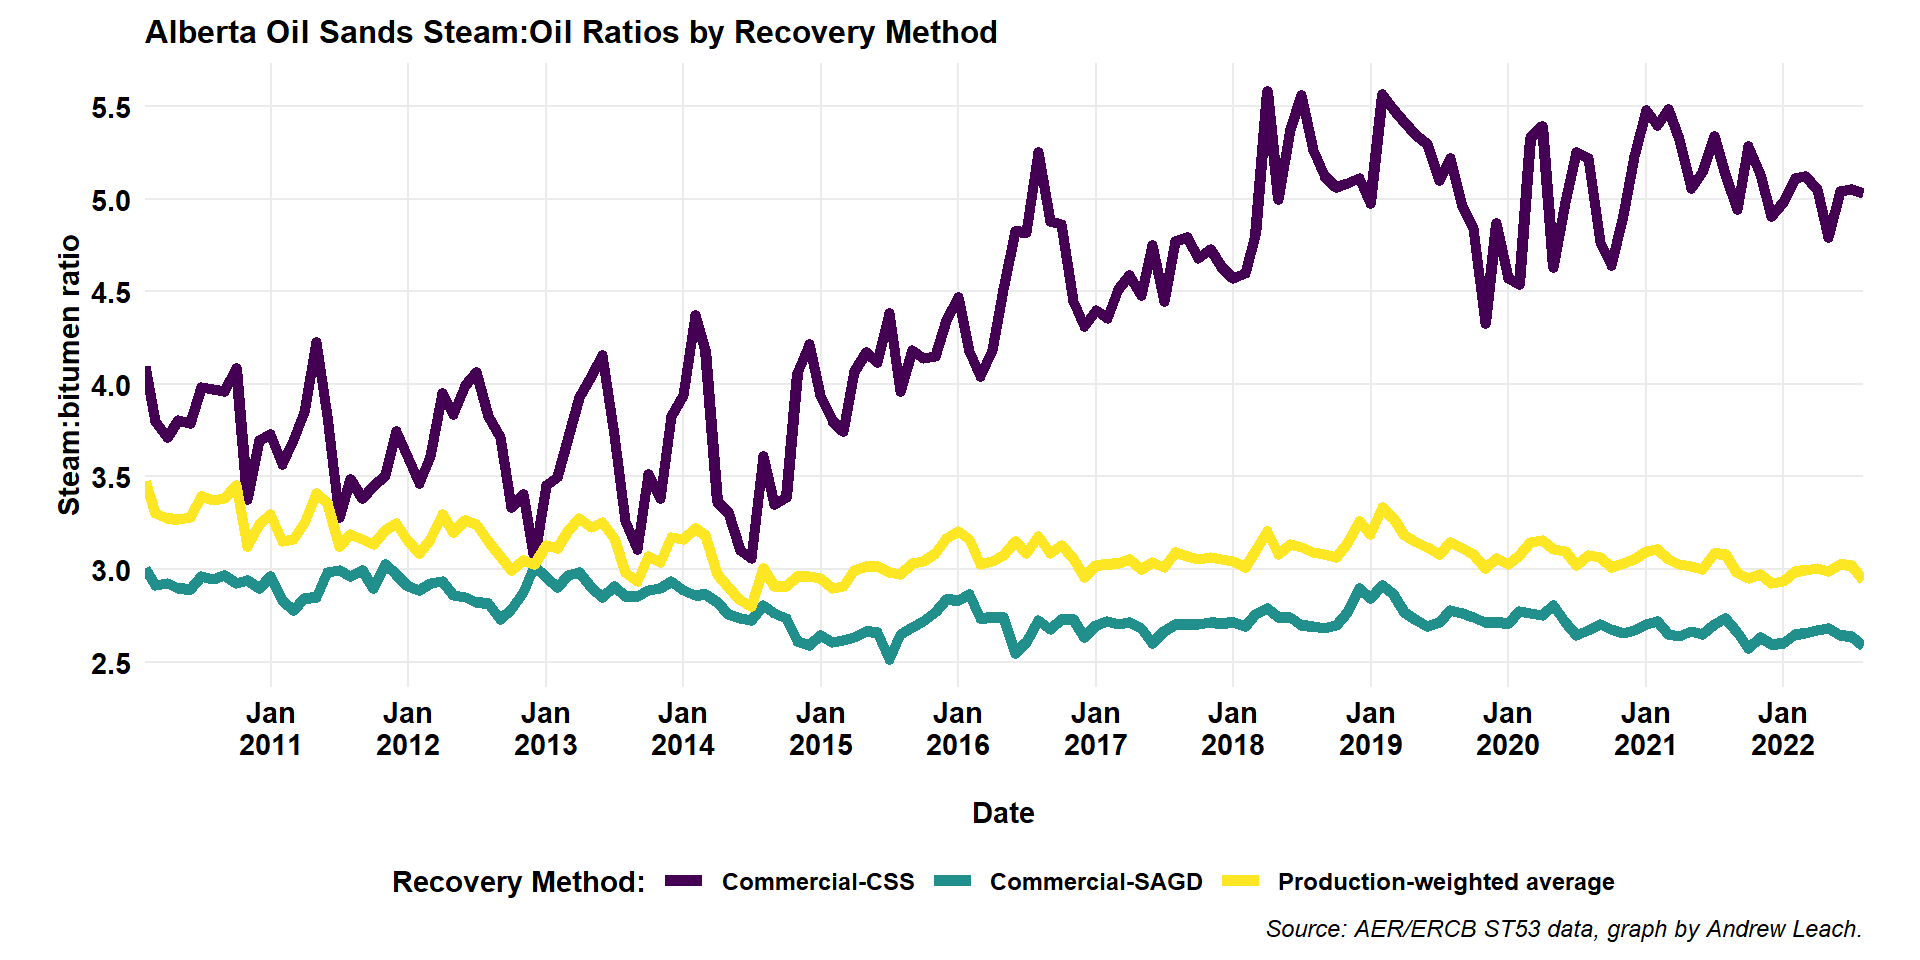 Alberta Oil Sands Steam:Oil Ratios by Recovery Method
5.5
5.0
4.5
4.0
3.5
3.0
2.5
Steam:bitumen ratio
Jan 2011
Jan 2012
Jan 2013
Jan 2014
Jan 2015
Jan 2016
Jan 2017
Jan 2018
Jan 2019
Jan 2020
Jan 2021
Jan 2022
Date
Recovery Method: Commercial-CSS Commercial-SAGD Production-weighted average
Source: AER/ERCB ST53 data, graph by Andrew Leach.